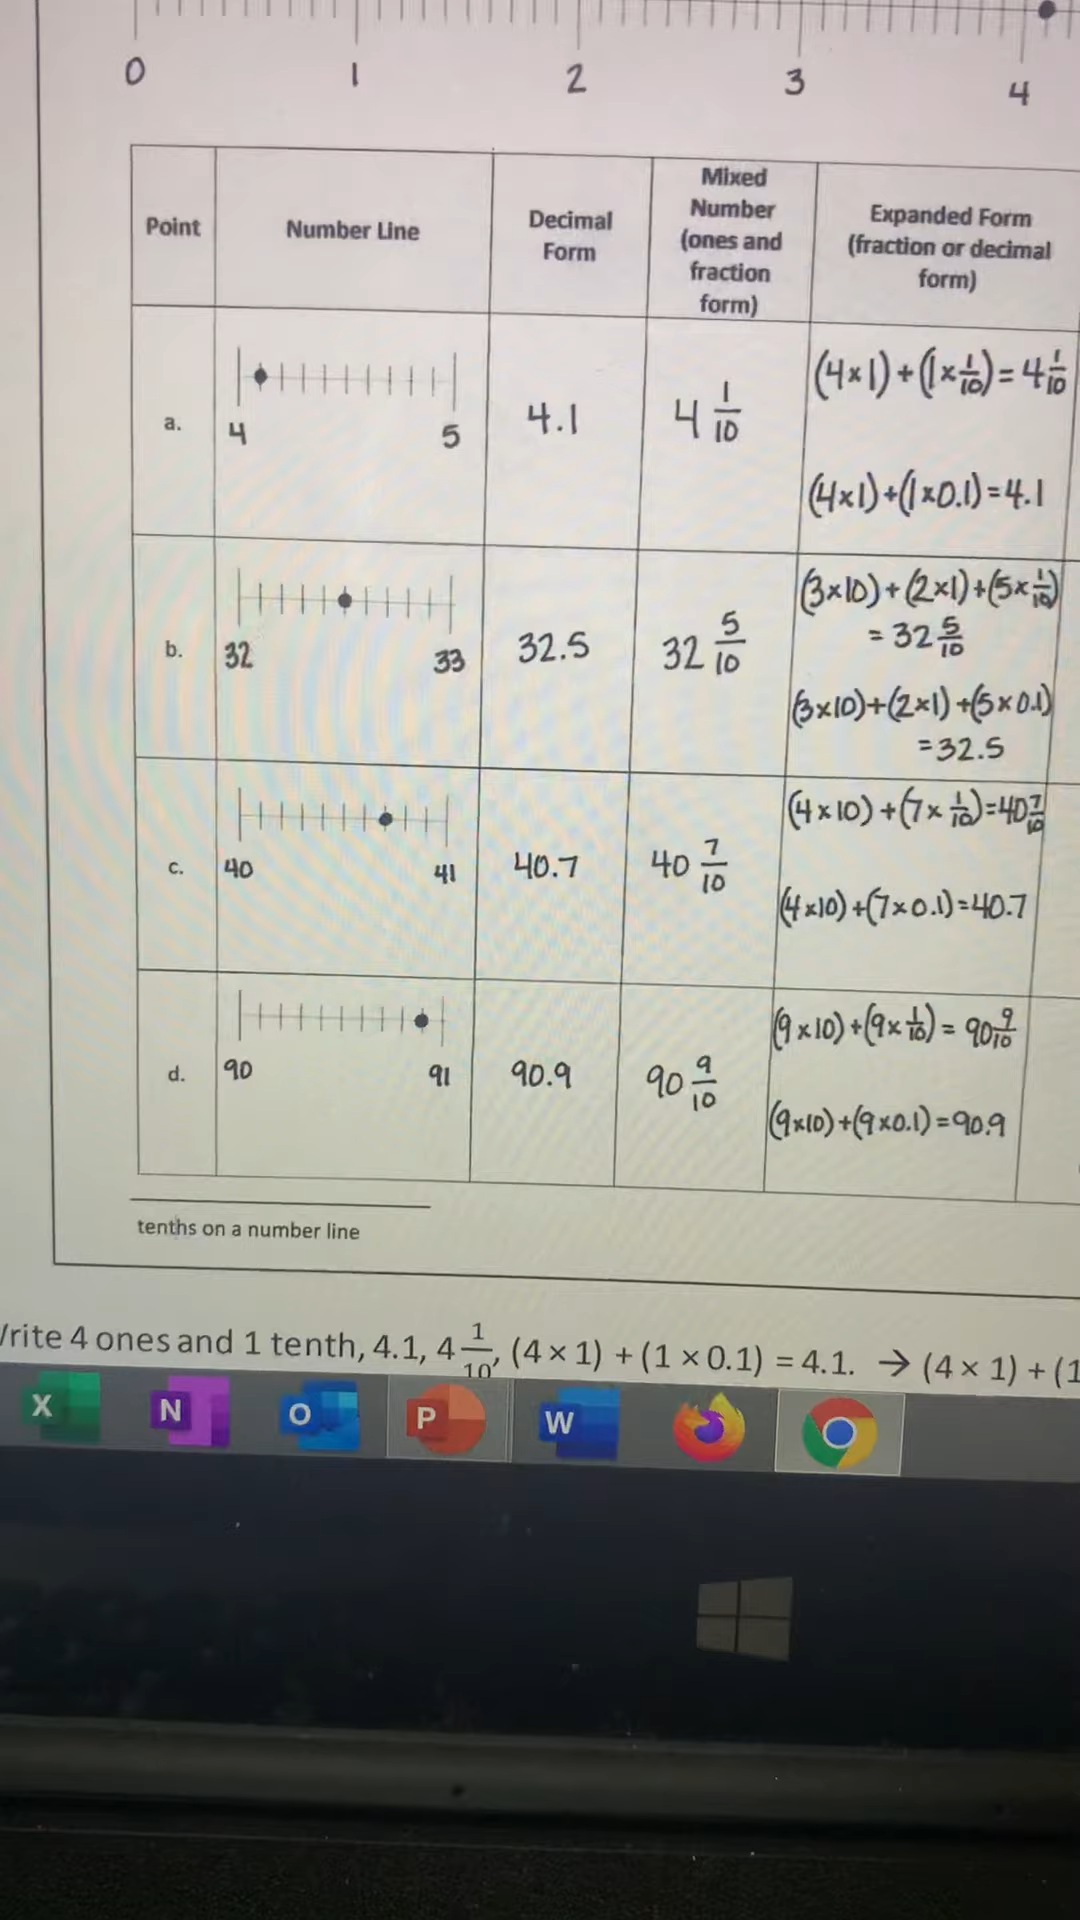 0 1 2 3 4
Point
Number Line
Decimal
Form
Mixed
Number
(ones and
fraction
form)
Expanded Form
(fraction or decimal
form)
a.
4 5
4.1
4 1/10
(4×1)+(1×1/10)=4 1/10
(4×1)+(1×0.1)=4.1
b.
32 33
32.5
32 5/10
(3×10)+(2×1)+(5×1/10)
=32 5/10
(3×10)+(2×1)+(5×0.1)
=32.5
c.
40 41
40.7
40 7/10
(4×10)+(7×1/10)=40 7/10
(4×10)+(7×0.1)=40.7
d.
90 91
90.9
90 9/10
(9×10)+(9×1/10)=90 9/10
(9×10)+(9×0.1)=90.9
tenths on a number line
rite 4 ones and 1 tenth, 4.1, 4 1/10, (4 × 1) + (1 × 0.1) = 4.1. → (4 × 1) + (1
X N O P W